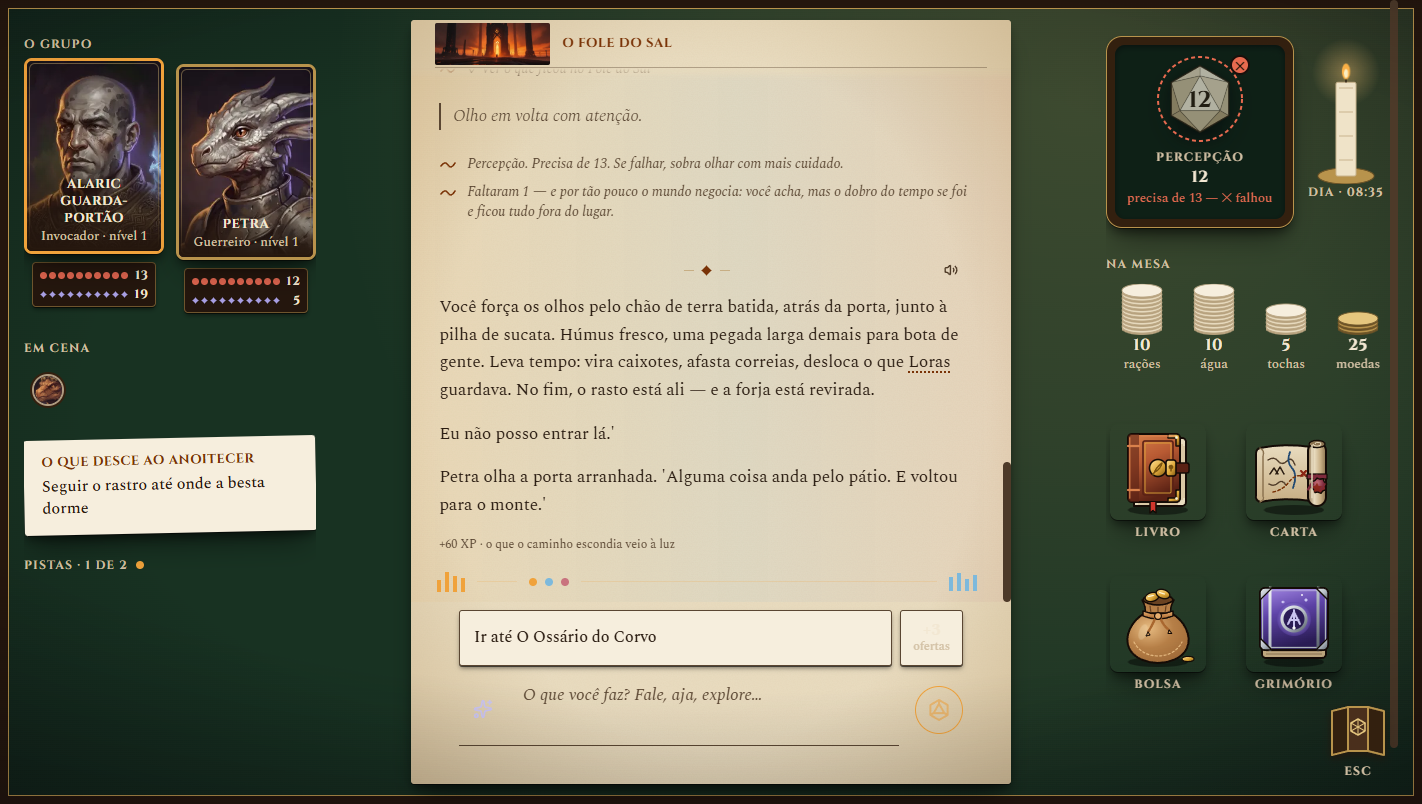 O GRUPO
ALARIC
GUARDA-
PORTÃO
Invocador · nível 1
13
19
PETRA
Guerreiro · nível 1
12
5
EM CENA
O QUE DESCE AO ANOITECER
Seguir o rastro até onde a besta
dorme
PISTAS · 1 DE 2
O FOLE DO SAL
Olho em volta com atenção.
Percepção. Precisa de 13. Se falhar, sobra olhar com mais cuidado.
Faltaram 1 — e por tão pouco o mundo negocia: você acha, mas o dobro do tempo se foi
e ficou tudo fora do lugar.
Você força os olhos pelo chão de terra batida, atrás da porta, junto à
pilha de sucata. Húmus fresco, uma pegada larga demais para bota de
gente. Leva tempo: vira caixotes, afasta correias, desloca o que Loras
guardava. No fim, o rasto está ali — e a forja está revirada.
Eu não posso entrar lá.'
Petra olha a porta arranhada. 'Alguma coisa anda pelo pátio. E voltou
para o monte.'
+60 XP · o que o caminho escondia veio à luz
Ir até O Ossário do Corvo
+3
ofertas
O que você faz? Fale, aja, explore...
12
PERCEPÇÃO
12
precisa de 13 — ✕ falhou
DIA · 08:35
NA MESA
10
rações
10
água
5
tochas
25
moedas
LIVRO
CARTA
BOLSA
GRIMÓRIO
ESC